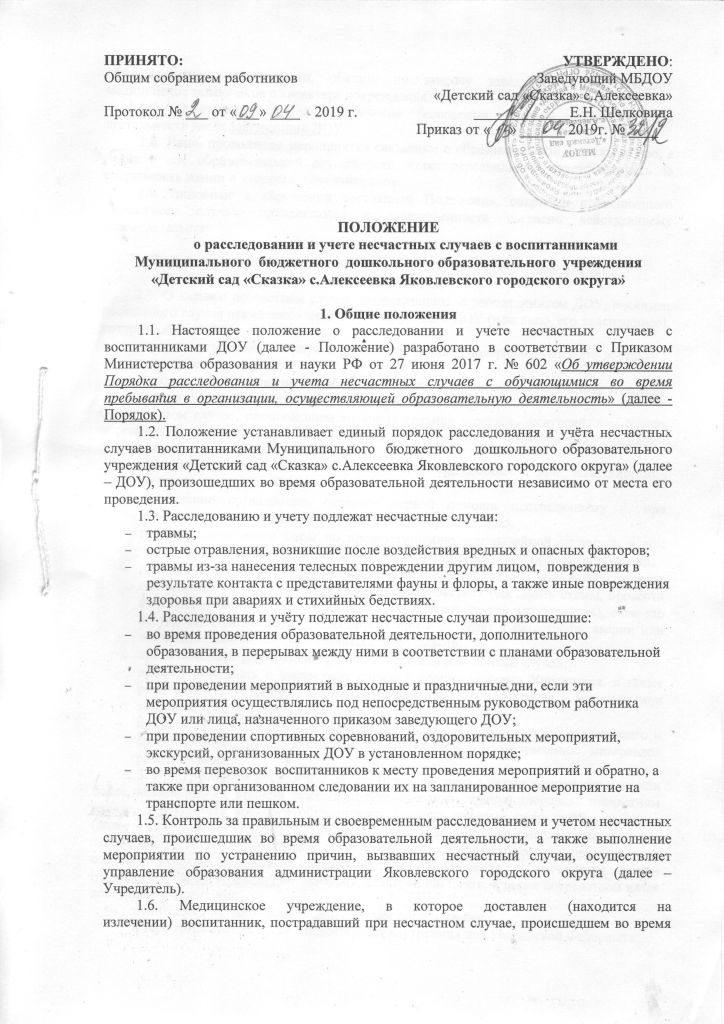 ПРИНЯТО:
УТВЕРЖДЕНО:
Общим собранием работников
Заведующий МБДОУ
«Детский сад «Сказка» с.Алексеевка»
Протокол № 2 от «09» 04 2019 г.
Е.Н. Шелковина
Приказ от « » 04 2019г. № 32/2
МБДОУ
«Детский сад
ПОЛОЖЕНИЕ
о расследовании и учете несчастных случаев с воспитанниками
Муниципального бюджетного дошкольного образовательного учреждения
«Детский сад «Сказка» с.Алексеевка Яковлевского городского округа»
1. Общие положения
1.1. Настоящее положение о расследовании и учете несчастных случаев с
воспитанниками ДОУ (далее - Положение) разработано в соответствии с Приказом
Министерства образования и науки РФ от 27 июня 2017 г. № 602 «Об утверждении
Порядка расследования и учета несчастных случаев с обучающимися во время
пребывания в организации, осуществляющей образовательную деятельность» (далее -
Порядок).
1.2. Положение устанавливает единый порядок расследования и учёта несчастных
случаев воспитанниками Муниципального бюджетного дошкольного образовательного
учреждения «Детский сад «Сказка» с.Алексеевка Яковлевского городского округа» (далее
– ДОУ), произошедших во время образовательной деятельности независимо от места его
проведения.
1.3. Расследованию и учету подлежат несчастные случаи:
– травмы;
– острые отравления, возникшие после воздействия вредных и опасных факторов;
– травмы из-за нанесения телесных повреждении другим лицом, повреждения в
результате контакта с представителями фауны и флоры, а также иные повреждения
здоровья при авариях и стихийных бедствиях.
1.4. Расследования и учёту подлежат несчастные случаи произошедшие:
– во время проведения образовательной деятельности, дополнительного
образования, в перерывах между ними в соответствии с планами образовательной
деятельности;
– при проведении мероприятий в выходные и праздничные дни, если эти
мероприятия осуществлялись под непосредственным руководством работника
ДОУ или лица, назначенного приказом заведующего ДОУ;
– при проведении спортивных соревнований, оздоровительных мероприятий,
экскурсий, организованных ДОУ в установленном порядке;
– во время перевозок воспитанников к месту проведения мероприятий и обратно, а
также при организованном следовании их на запланированное мероприятие на
транспорте или пешком.
1.5. Контроль за правильным и своевременным расследованием и учетом несчастных
случаев, происшедших во время образовательной деятельности, а также выполнение
мероприятии по устранению причин, вызвавших несчастный случаи, осуществляет
управление образования администрации Яковлевского городского округа (далее –
Учредитель).
1.6. Медицинское учреждение, в которое доставлен (находится на
излечении) воспитанник, пострадавший при несчастном случае, происшедшем во время